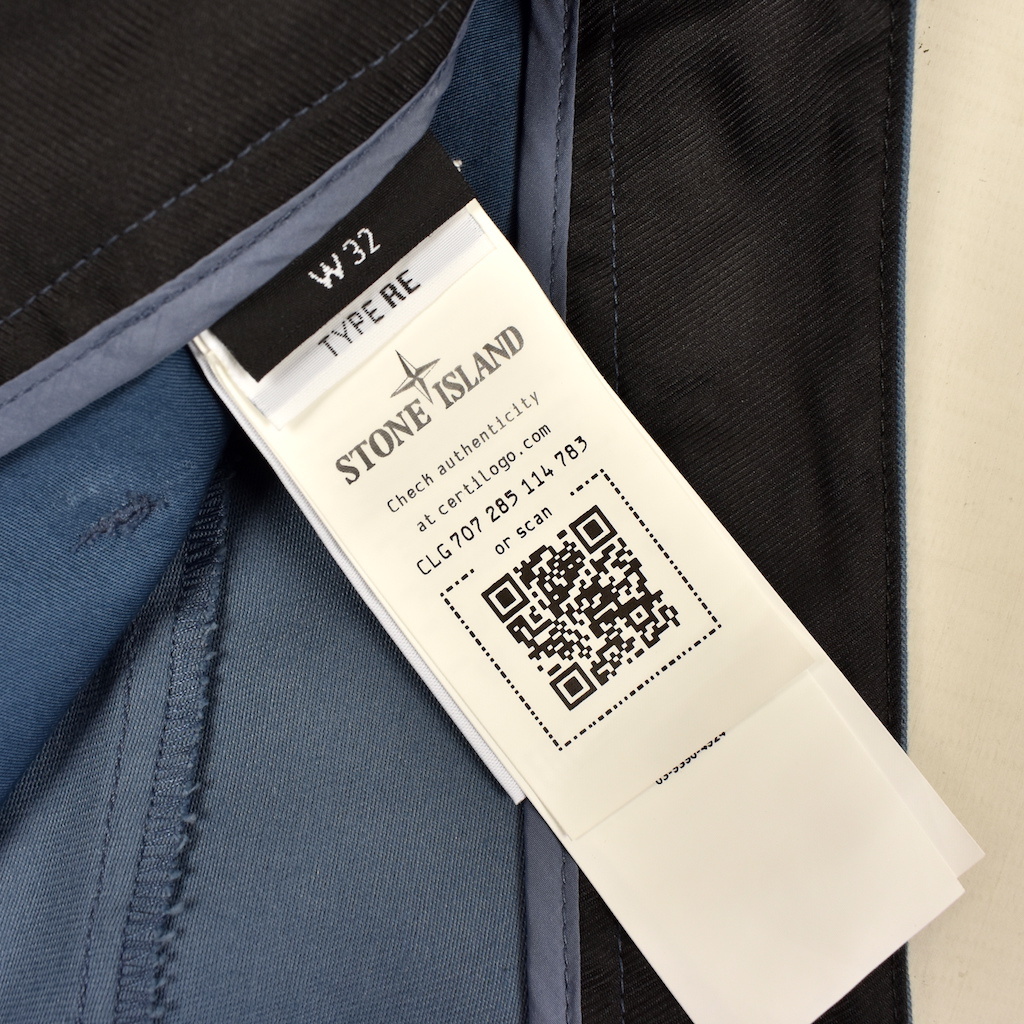 W 32
TYPE RE
STONE ISLAND
Check authenticity
at certilogo.com
CLG 707 285 114 783
or scan